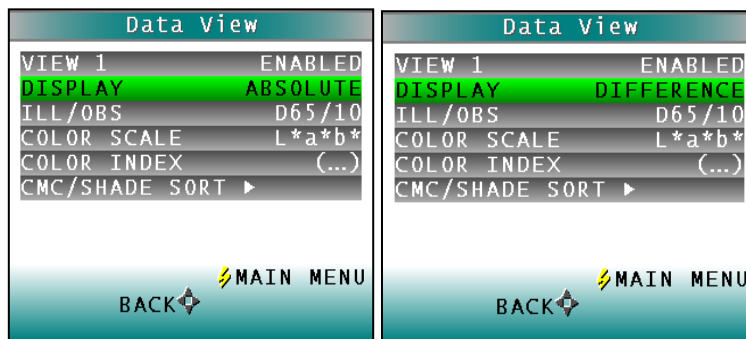 Data View
VIEW 1 ENABLED
DISPLAY ABSOLUTE
ILL/OBS D65/10
COLOR SCALE L*a*b*
COLOR INDEX (...)
CMC/SHADE SORT ▶
MAIN MENU
BACK
Data View
VIEW 1 ENABLED
DISPLAY DIFFERENCE
ILL/OBS D65/10
COLOR SCALE L*a*b*
COLOR INDEX (...)
CMC/SHADE SORT ▶
MAIN MENU
BACK